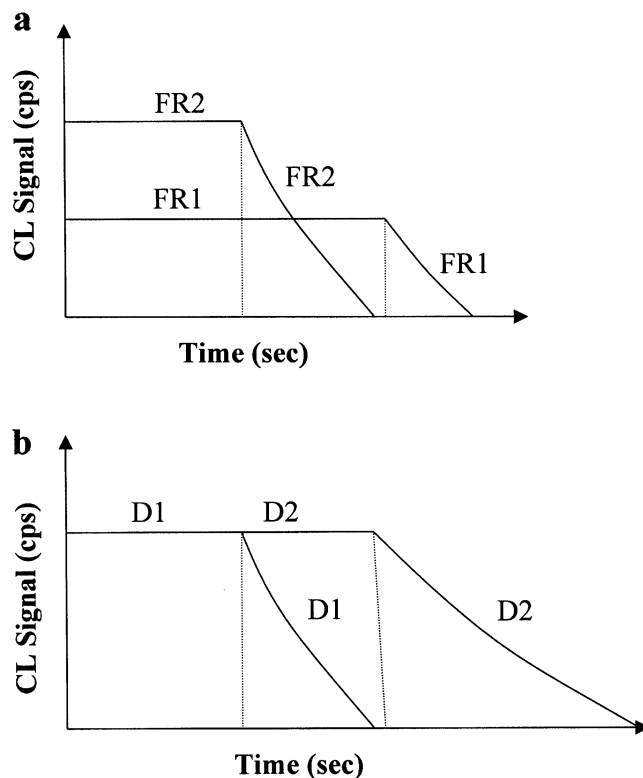 a
CL Signal (cps)
FR2
FR2
FR1
FR1
Time (sec)
b
CL Signal (cps)
D1 D2
D1
D2
Time (sec)